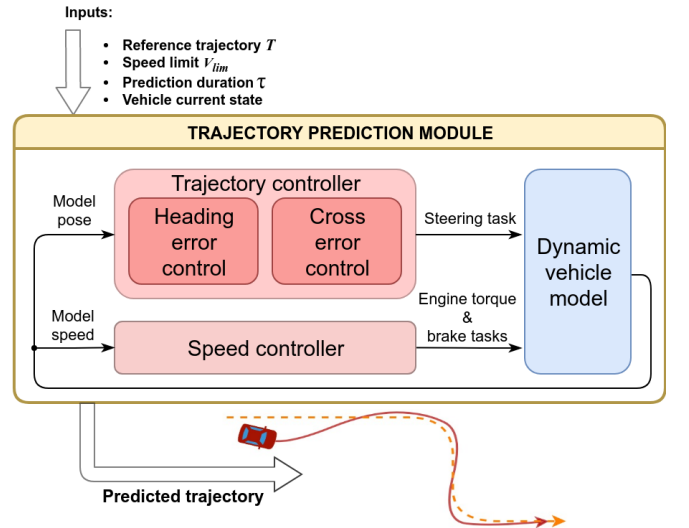 Inputs:
• Reference trajectory T
• Speed limit Vlim
• Prediction duration τ
• Vehicle current state
TRAJECTORY PREDICTION MODULE
Model
pose
Trajectory controller
Heading
error
control
Cross
error
control
Steering task
Dynamic
vehicle
model
Model
speed
Speed controller
Engine torque
&
brake tasks
Predicted trajectory